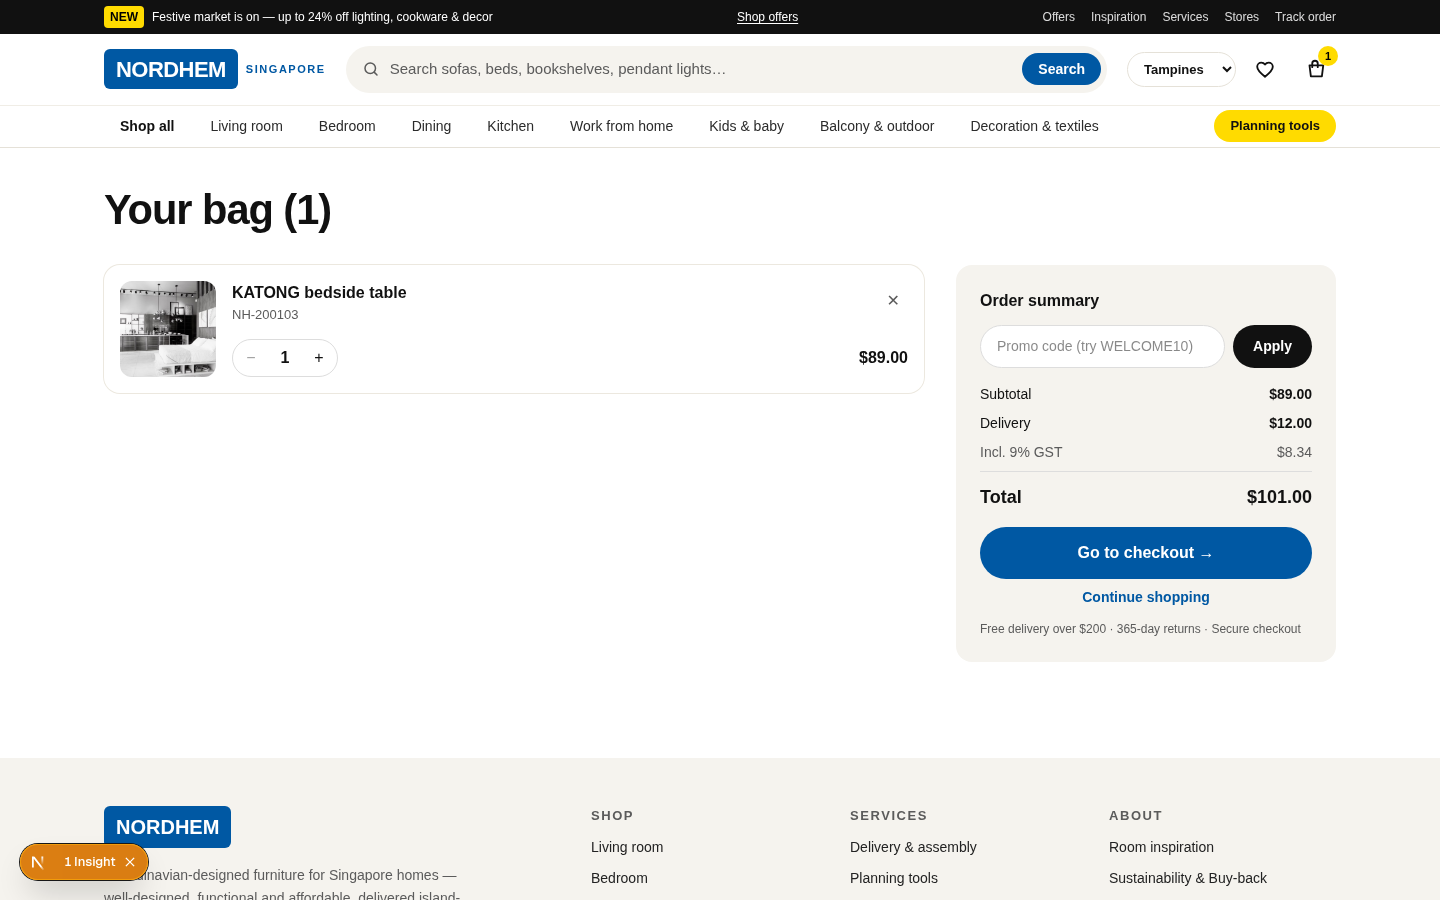 NEW Festive market is on — up to 24% off lighting, cookware & decor Shop offers Offers Inspiration Services Stores Track order
NORDHEM SINGAPORE Search sofas, beds, bookshelves, pendant lights… Search Tampines 1
Shop all Living room Bedroom Dining Kitchen Work from home Kids & baby Balcony & outdoor Decoration & textiles Planning tools
Your bag (1)
KATONG bedside table
NH-200103
− 1 + $89.00
Order summary
Promo code (try WELCOME10) Apply
Subtotal $89.00
Delivery $12.00
Incl. 9% GST $8.34
Total $101.00
Go to checkout →
Continue shopping
Free delivery over $200 · 365-day returns · Secure checkout
NORDHEM
1 Insight
furniture for Singapore homes —
well-designed, functional and affordable, delivered island-
SHOP
Living room
Bedroom
SERVICES
Delivery & assembly
Planning tools
ABOUT
Room inspiration
Sustainability & Buy-back